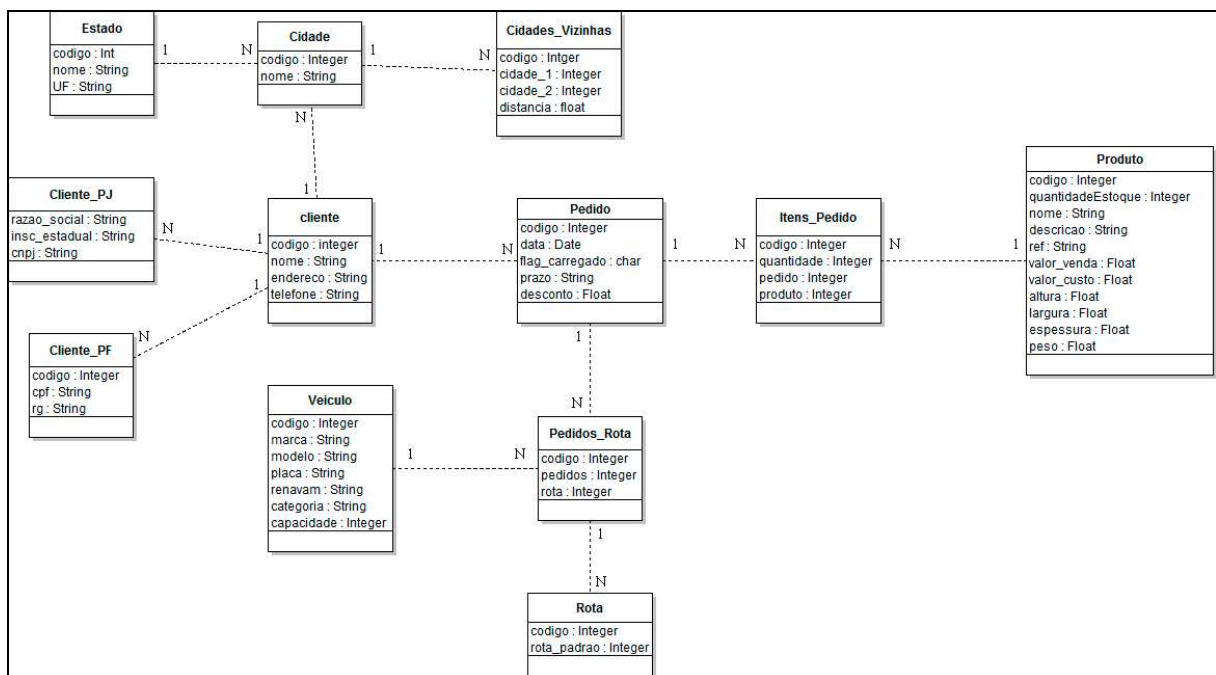 Estado
codigo : Int
nome : String
UF : String
1
N
Cidade
codigo : Integer
nome : String
1
N
Cidades_Vizinhas
codigo : Intger
cidade_1 : Integer
cidade_2 : Integer
distancia : float
N
1
Cliente_PJ
razao_social : String
insc_estadual : String
cnpj : String
N
1
cliente
codigo : integer
nome : String
endereco : String
telefone : String
1
N
Pedido
codigo : Integer
data : Date
flag_carregado : char
prazo : String
desconto : Float
1
N
Itens_Pedido
codigo : Integer
quantidade : Integer
pedido : Integer
produto : Integer
N
1
Produto
codigo : Integer
quantidadeEstoque : Integer
nome : String
descricao : String
ref : String
valor_venda : Float
valor_custo : Float
altura : Float
largura : Float
espessura : Float
peso : Float
1
N
Cliente_PF
codigo : Integer
cpf : String
rg : String
1
N
Veiculo
codigo : Integer
marca : String
modelo : String
placa : String
renavam : String
categoria : String
capacidade : Integer
1
N
Pedidos_Rota
codigo : Integer
pedidos : Integer
rota : Integer
1
N
Rota
codigo : Integer
rota_padrao : Integer